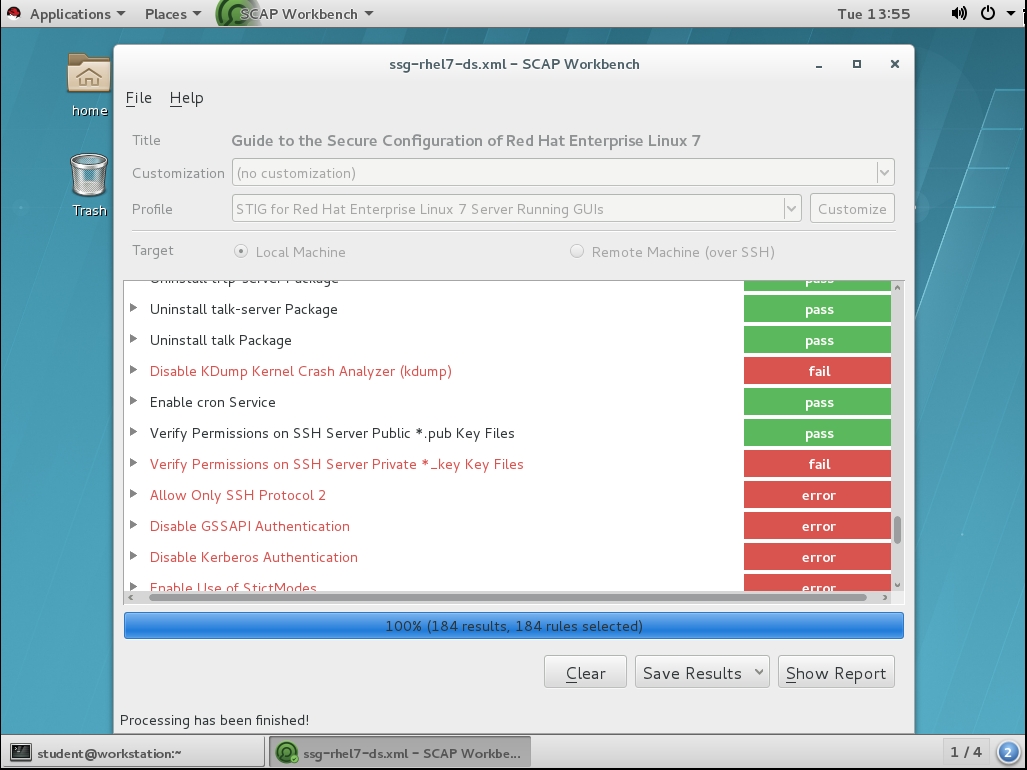 Applications Places SCAP Workbench Tue 13:55
ssg-rhel7-ds.xml – SCAP Workbench
File Help
home
Title Guide to the Secure Configuration of Red Hat Enterprise Linux 7
Customization (no customization)
Trash
Profile STIG for Red Hat Enterprise Linux 7 Server Running GUIs Customize
Target Local Machine Remote Machine (over SSH)
Uninstall tftp-server Package pass
Uninstall talk-server Package pass
Uninstall talk Package pass
Disable KDump Kernel Crash Analyzer (kdump) fail
Enable cron Service pass
Verify Permissions on SSH Server Public *.pub Key Files pass
Verify Permissions on SSH Server Private *_key Key Files fail
Allow Only SSH Protocol 2 error
Disable GSSAPI Authentication error
Disable Kerberos Authentication error
Enable Use of StictModes error
100% (184 results, 184 rules selected)
Clear Save Results Show Report
Processing has been finished!
student@workstation:~ ssg-rhel7-ds.xml – SCAP Workbe... 1 / 4 2